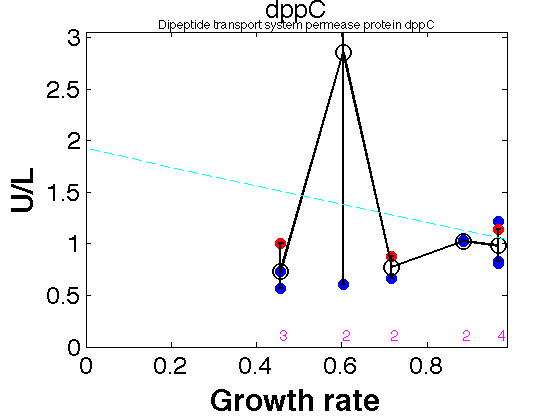 dppC
Dipeptide transport system permease protein dppC
3
2.5
2
1.5
1
0.5
0
U/L
3 2 2 2 4
0 0.2 0.4 0.6 0.8
Growth rate